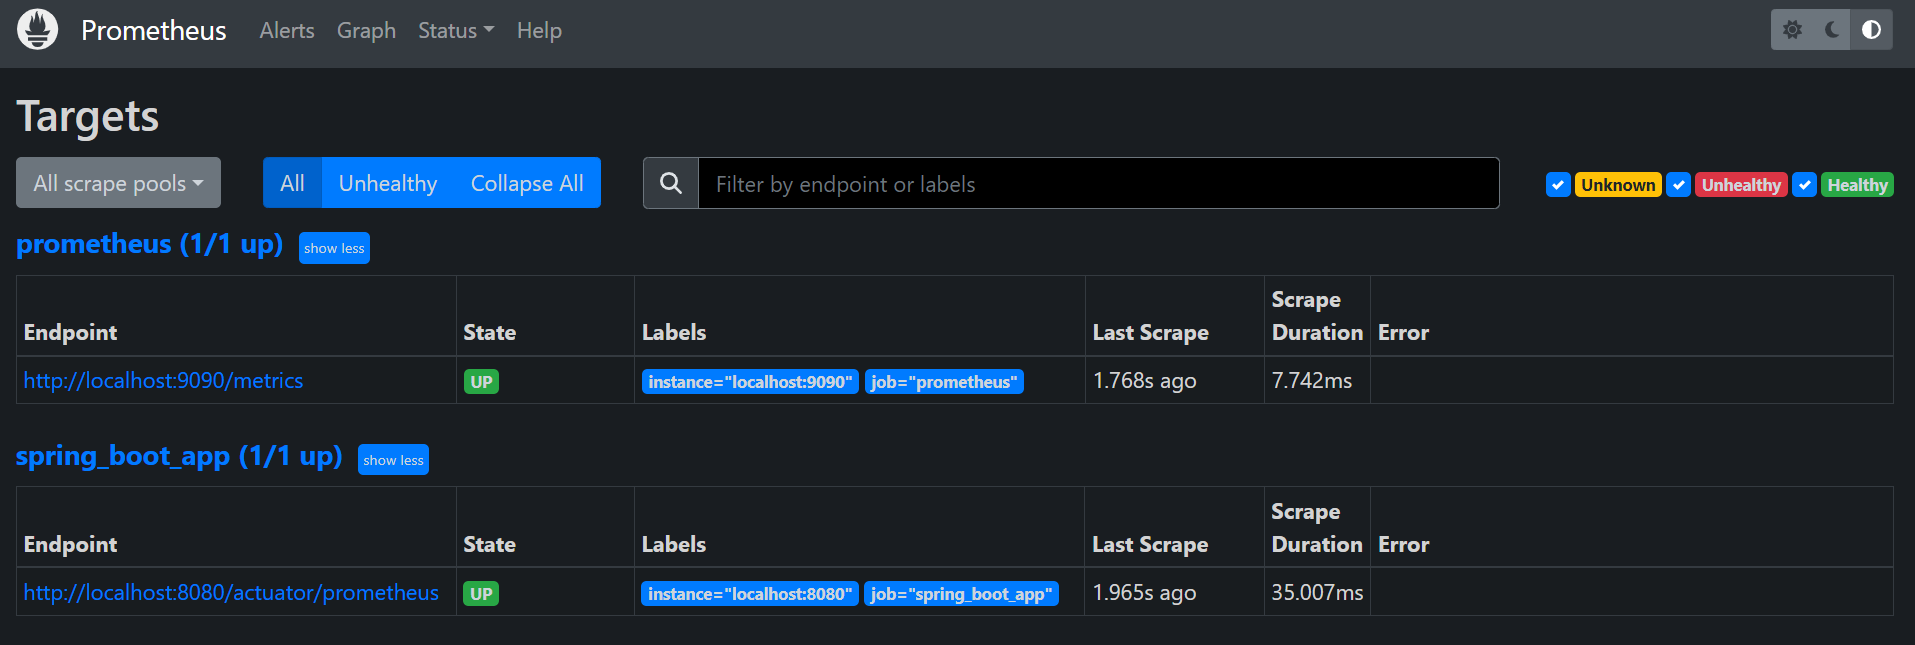 Prometheus Alerts Graph Status Help
Targets
All scrape pools All Unhealthy Collapse All Filter by endpoint or labels Unknown Unhealthy Healthy
prometheus (1/1 up) show less
Endpoint State Labels Last Scrape Scrape Duration Error
http://localhost:9090/metrics UP instance="localhost:9090" job="prometheus" 1.768s ago 7.742ms
spring_boot_app (1/1 up) show less
Endpoint State Labels Last Scrape Scrape Duration Error
http://localhost:8080/actuator/prometheus UP instance="localhost:8080" job="spring_boot_app" 1.965s ago 35.007ms